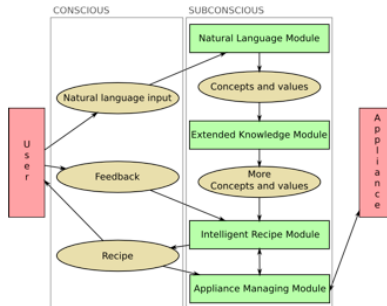 CONSCIOUS
SUBCONSCIOUS
Natural Language Module
Natural language input
Concepts and values
User
Appliance
Extended Knowledge Module
Feedback
More
Concepts and values
Intelligent Recipe Module
Recipe
Appliance Managing Module